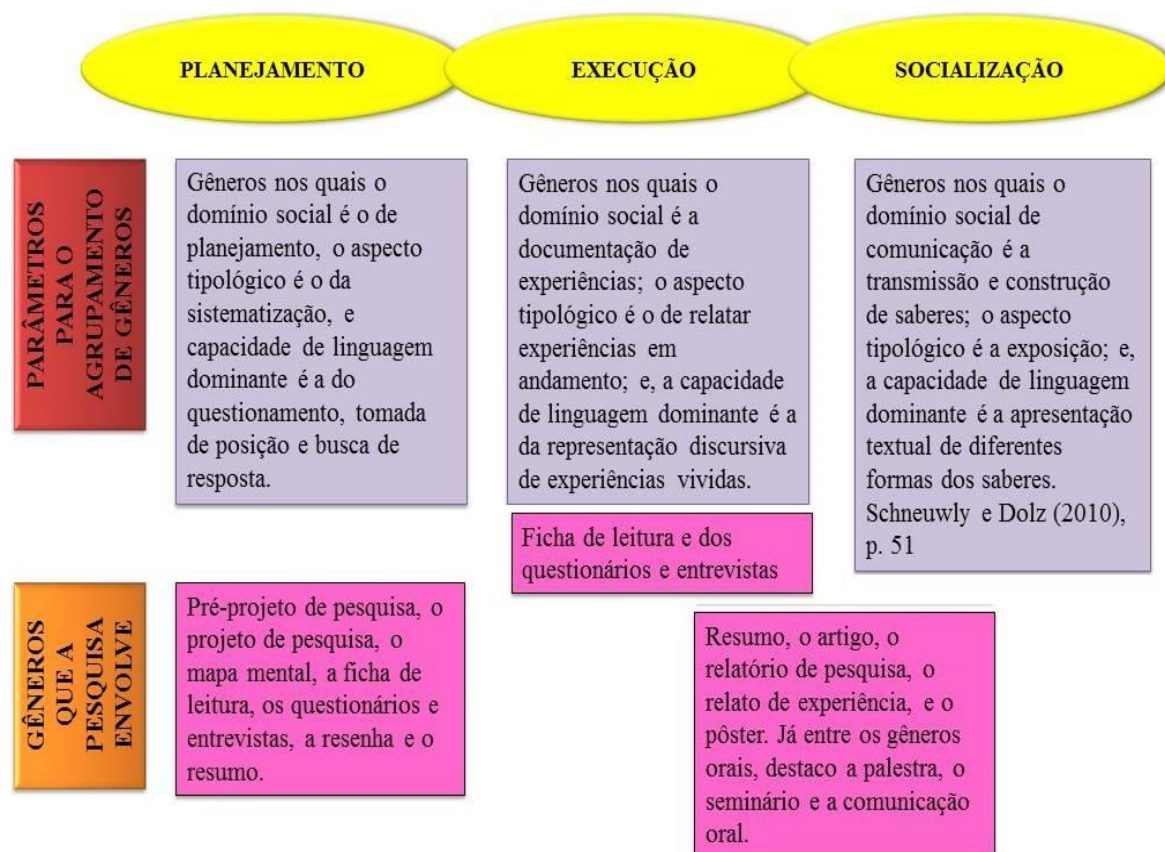 PLANEJAMENTO
EXECUÇÃO
SOCIALIZAÇÃO
PARÂMETROS
PARA O
AGRUPAMENTO
DE GÊNEROS
Gêneros nos quais o
domínio social é o de
planejamento, o aspecto
tipológico é o da
sistematização, e
capacidade de linguagem
dominante é a do
questionamento, tomada
de posição e busca de
resposta.
Gêneros nos quais o
domínio social é a
documentação de
experiências; o aspecto
tipológico é o de relatar
experiências em
andamento; e, a capacidade
de linguagem dominante é a
da representação discursiva
de experiências vividas.
Gêneros nos quais o
domínio social de
comunicação é a
transmissão e construção
de saberes; o aspecto
tipológico é a exposição; e,
a capacidade de linguagem
dominante é a apresentação
textual de diferentes
formas dos saberes.
Schneuwly e Dolz (2010),
p. 51
Ficha de leitura e dos
questionários e entrevistas
GÊNEROS
QUE A
PESQUISA
ENVOLVE
Pré-projeto de pesquisa, o
projeto de pesquisa, o
mapa mental, a ficha de
leitura, os questionários e
entrevistas, a resenha e o
resumo.
Resumo, o artigo, o
relatório de pesquisa, o
relato de experiência, e o
pôster. Já entre os gêneros
orais, destaco a palestra, o
seminário e a comunicação
oral.